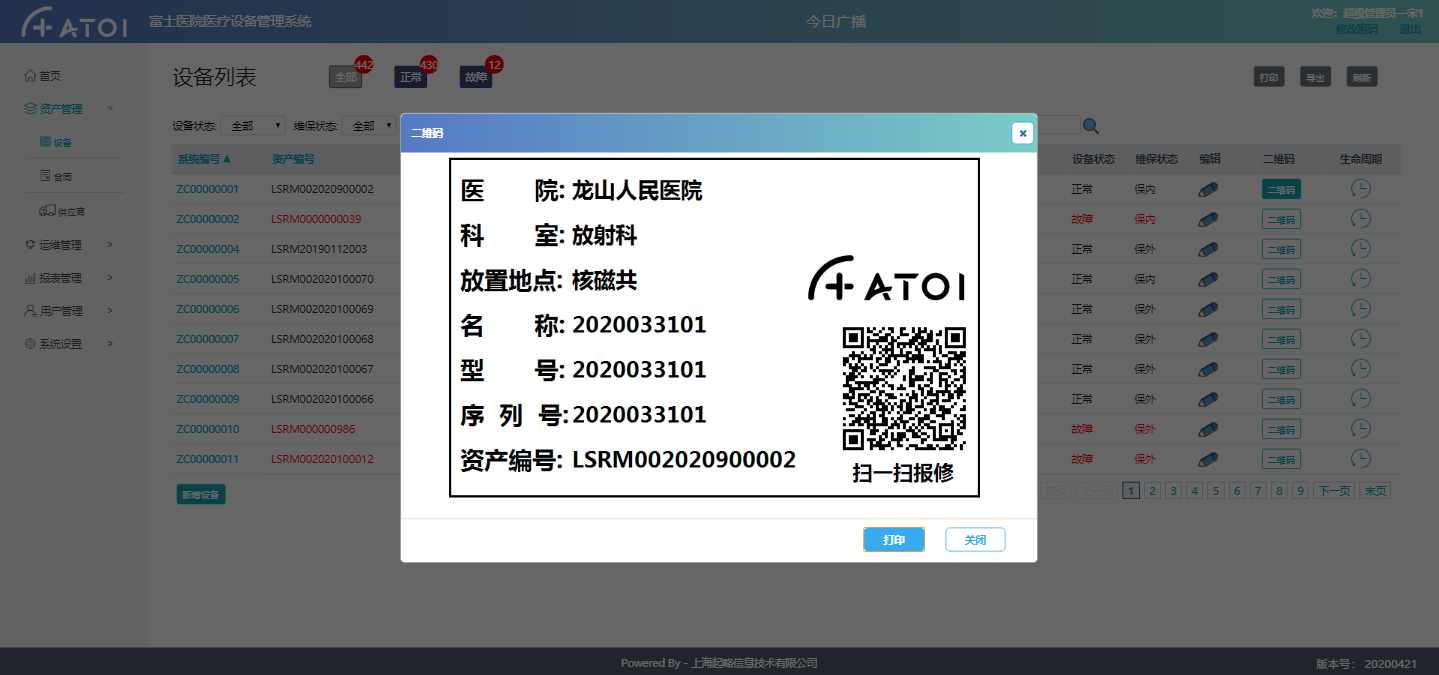 ATOI 富士医院医疗设备管理系统 今日广播 欢迎: 超级管理员--宋1
修改密码 退出
首页
资产管理
设备
合同
供应商
运维管理 >
报表管理 >
用户管理 >
系统设置 >
设备列表 全部 442 正常 430 故障 12 打印 导出 刷新
设备状态: 全部 维保状态: 全部
系统编号 资产编号 设备状态 维保状态 编辑 二维码 生命周期
ZC00000001 LSRM002020900002 正常 保内 二维码
ZC00000002 LSRM0000000039 故障 保内 二维码
ZC00000004 LSRM20190112003 正常 保外 二维码
ZC00000005 LSRM002020100070 正常 保内 二维码
ZC00000006 LSRM002020100069 正常 保外 二维码
ZC00000007 LSRM002020100068 正常 保外 二维码
ZC00000008 LSRM002020100067 正常 保外 二维码
ZC00000009 LSRM002020100066 正常 保外 二维码
ZC00000010 LSRM000000986 故障 保外 二维码
ZC00000011 LSRM002020100012 故障 保外 二维码
新增设备 首页 上一页 1 2 3 4 5 6 7 8 9 下一页 末页
二维码
医 院: 龙山人民医院
科 室: 放射科
放置地点: 核磁共
名 称: 2020033101
型 号: 2020033101
序 列 号: 2020033101
资产编号: LSRM002020900002
ATOI
扫一扫报修
打印 关闭
Powered By - 上海起略信息技术有限公司 版本号: 20200421